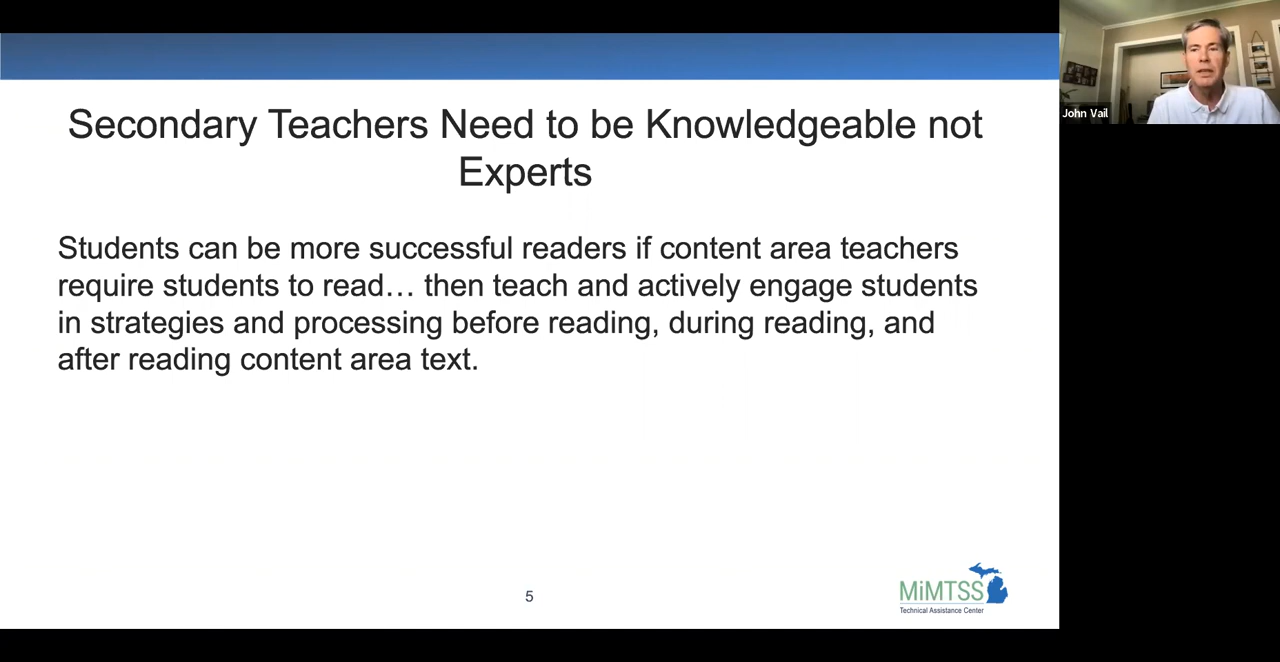 Secondary Teachers Need to be Knowledgeable not
Experts
Students can be more successful readers if content area teachers
require students to read… then teach and actively engage students
in strategies and processing before reading, during reading, and
after reading content area text.
5
MiMTSS
Technical Assistance Center
John Vail